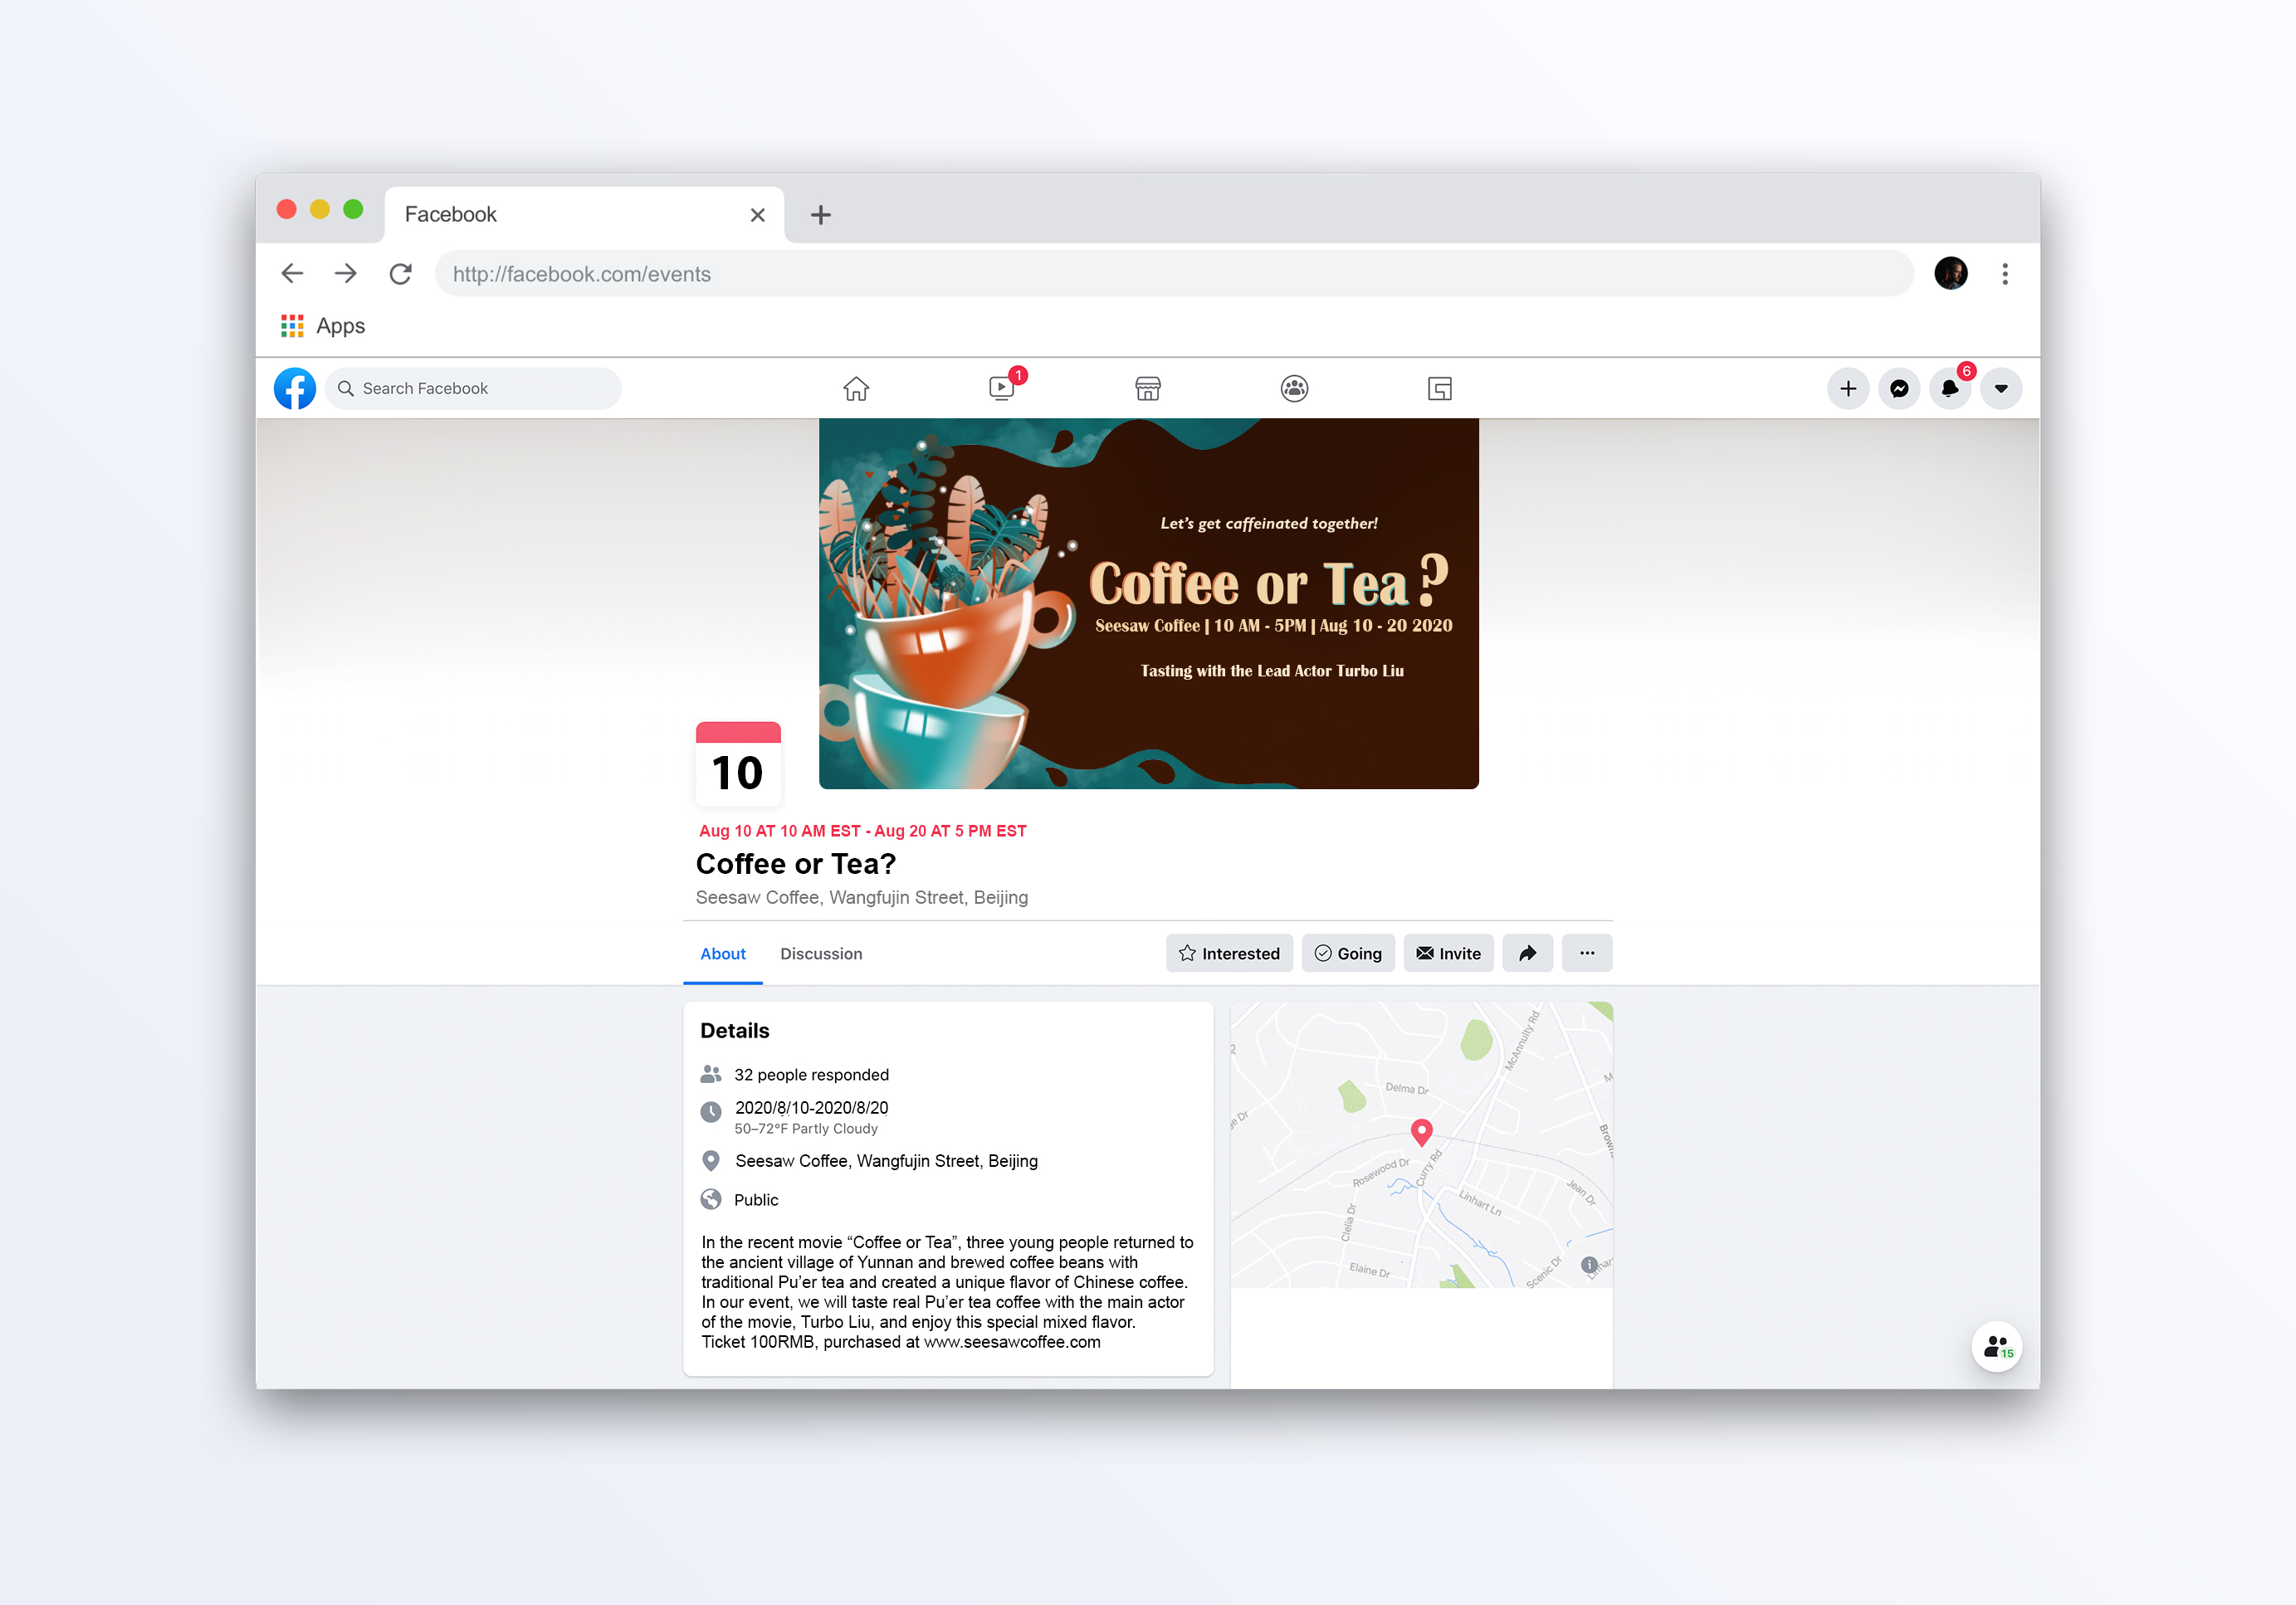 Facebook
http://facebook.com/events
Apps
Search Facebook
1
6
Let's get caffeinated together!
Coffee or Tea?
Seesaw Coffee | 10 AM - 5PM | Aug 10 - 20 2020
Tasting with the Lead Actor Turbo Liu
10
Aug 10 AT 10 AM EST - Aug 20 AT 5 PM EST
Coffee or Tea?
Seesaw Coffee, Wangfujin Street, Beijing
About Discussion Interested Going Invite
Details
32 people responded
2020/8/10-2020/8/20
50–72°F Partly Cloudy
Seesaw Coffee, Wangfujin Street, Beijing
Public
In the recent movie “Coffee or Tea”, three young people returned to
the ancient village of Yunnan and brewed coffee beans with
traditional Pu’er tea and created a unique flavor of Chinese coffee.
In our event, we will taste real Pu’er tea coffee with the main actor
of the movie, Turbo Liu, and enjoy this special mixed flavor.
Ticket 100RMB, purchased at www.seesawcoffee.com
McAnnulty Rd
Delma Dr
Rosewood Dr
Curry Rd
Linhart Ln
Jean Dr
Clelia Dr
Elaine Dr
Scenic Dr
15